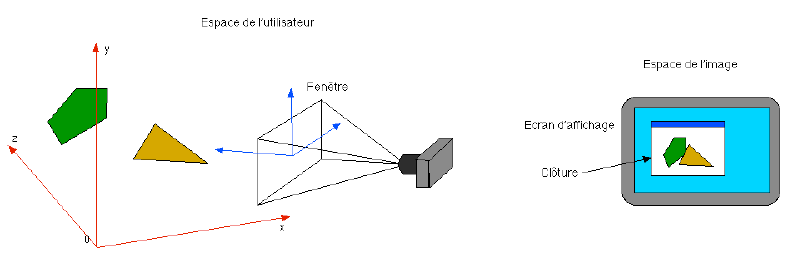 Espace de l'utilisateur
y
Fenêtre
z
0
x
Espace de l'image
Ecran d'affichage
Clôture